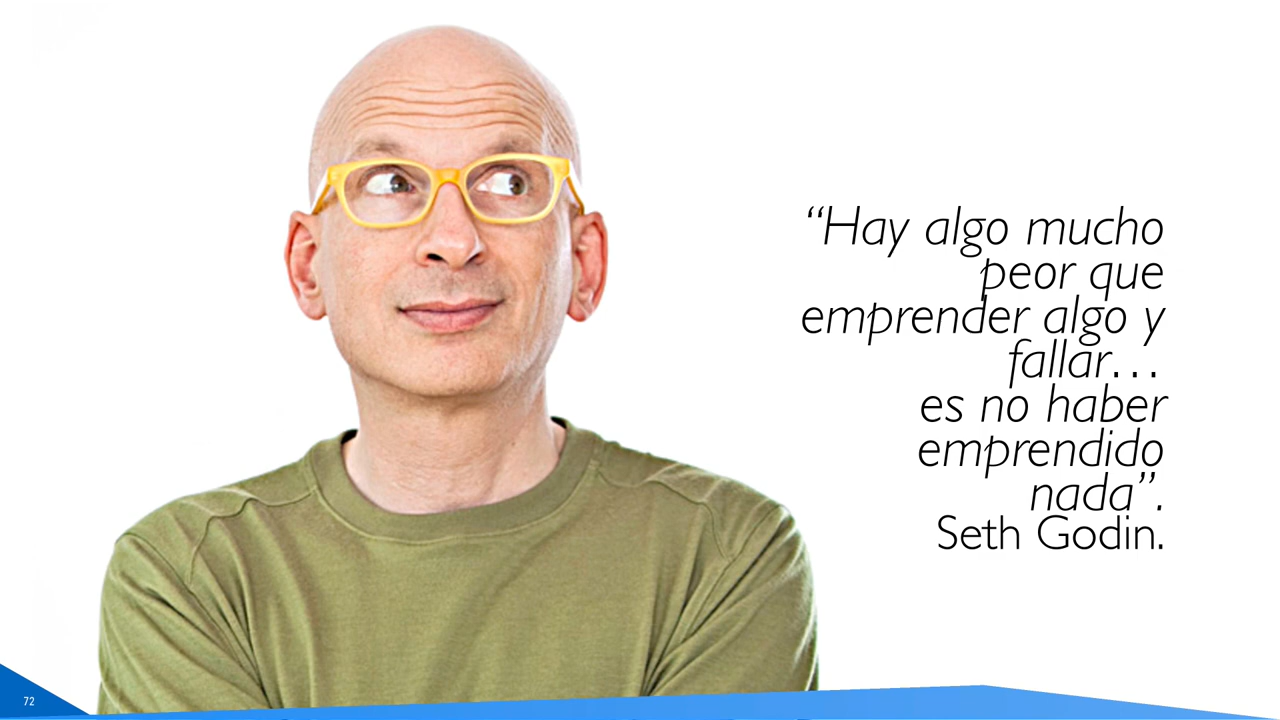 “Hay algo mucho
peor que
emprender algo y
fallar…
es no haber
emprendido
nada”.
Seth Godin.
72